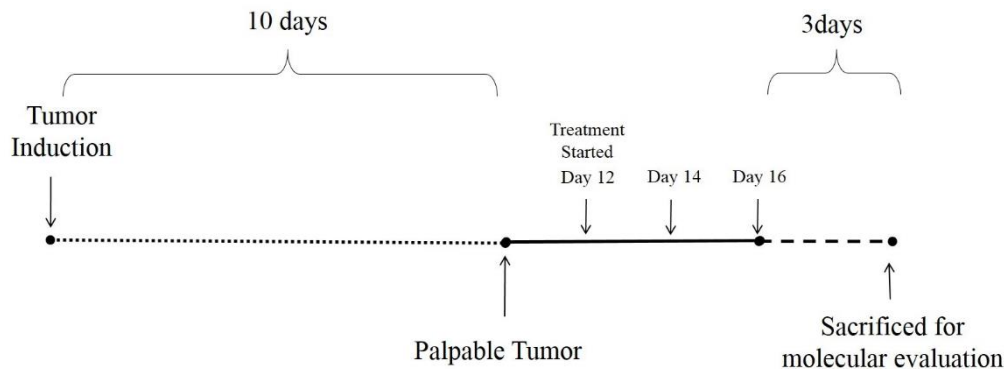 10 days
3days
Tumor
Induction
Treatment
Started
Day 12
Day 14
Day 16
Palpable Tumor
Sacrificed for
molecular evaluation